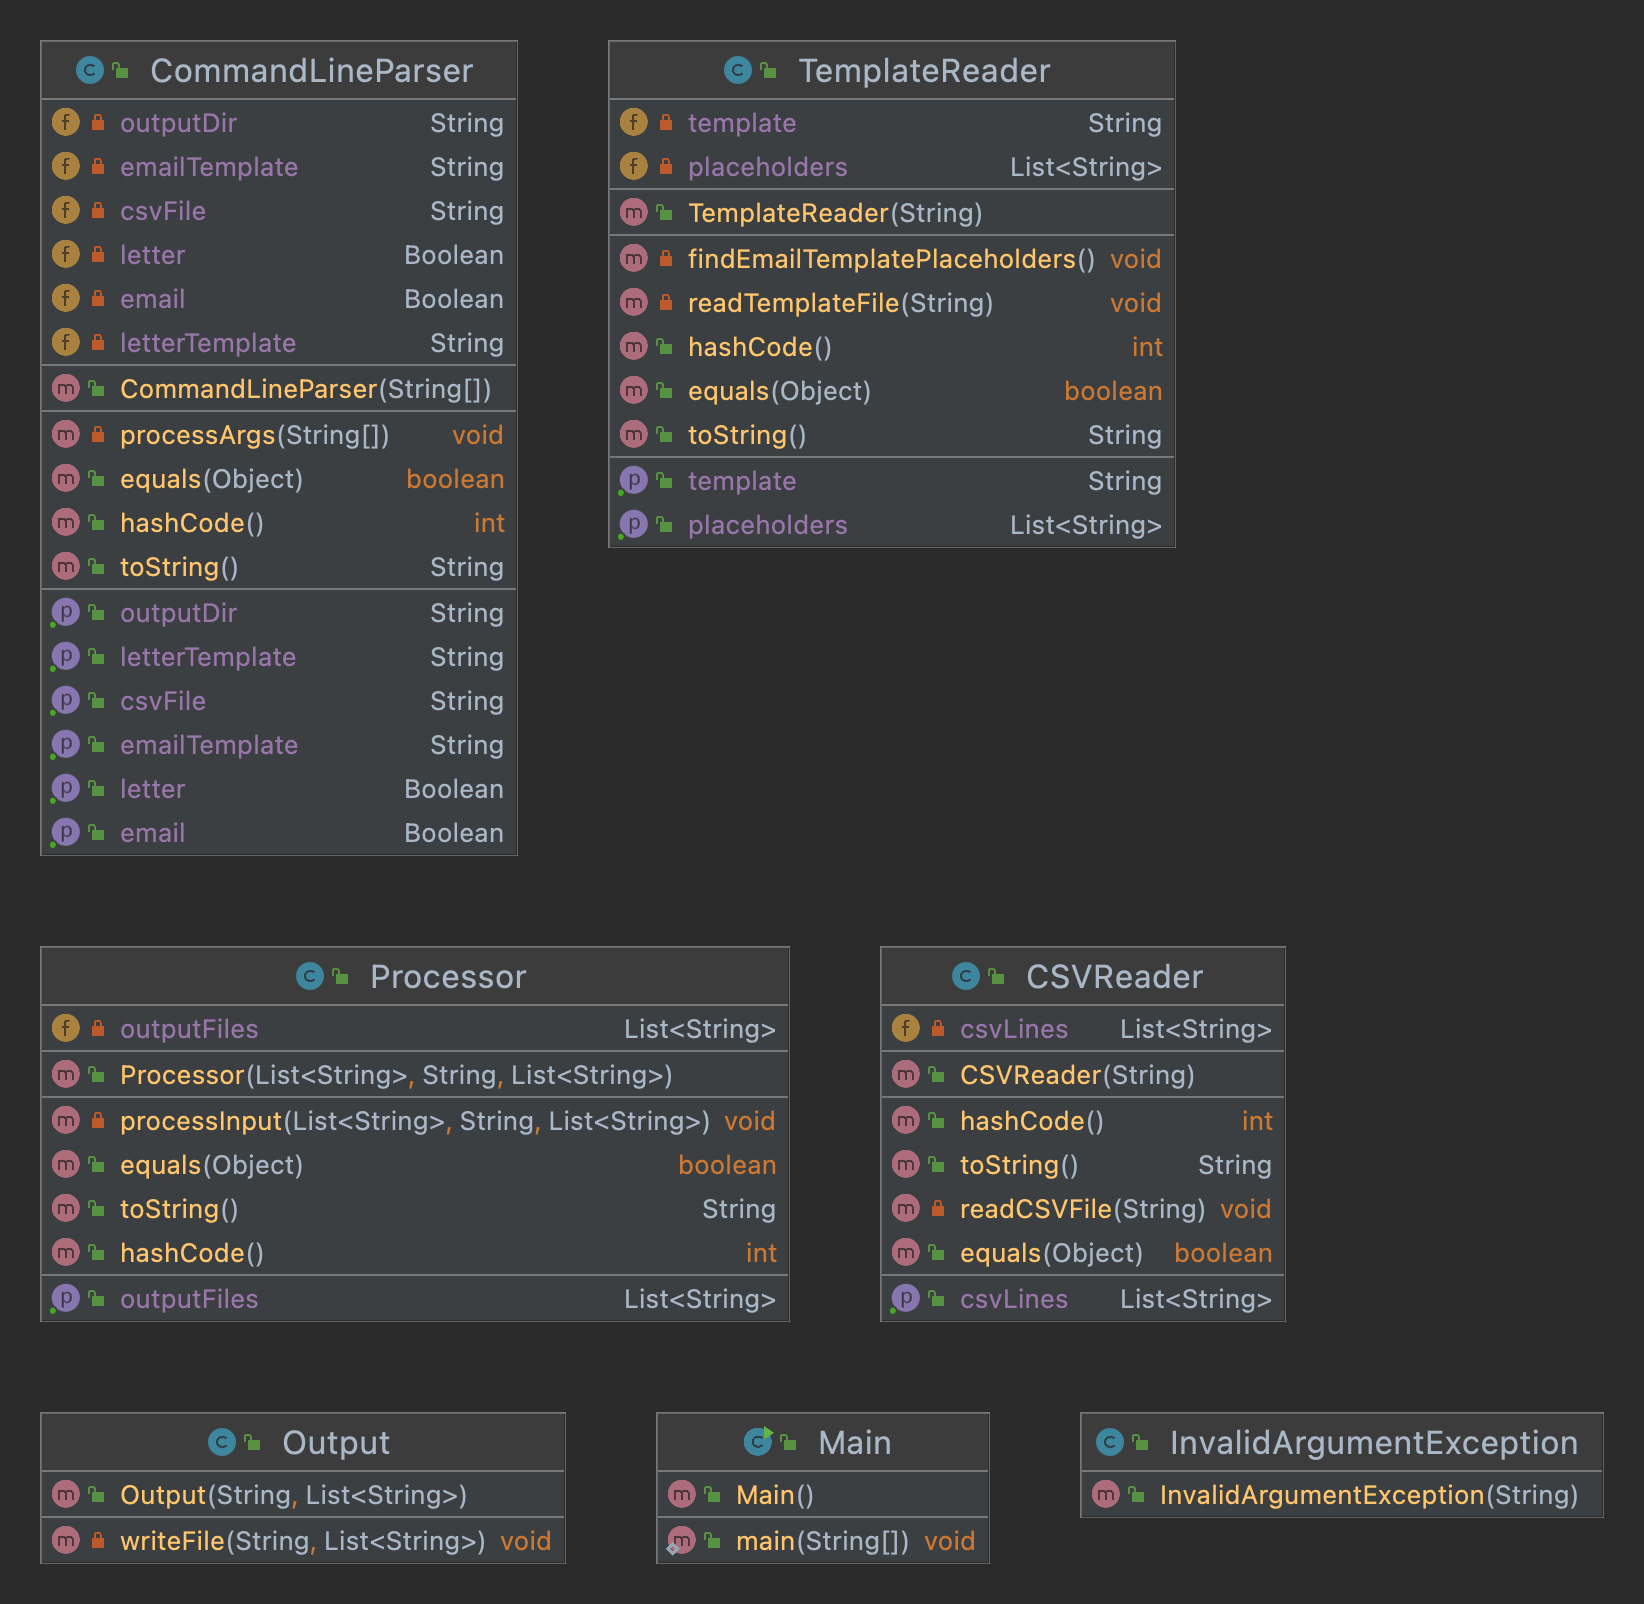 CommandLineParser
outputDir String
emailTemplate String
csvFile String
letter Boolean
email Boolean
letterTemplate String
CommandLineParser(String[])
processArgs(String[]) void
equals(Object) boolean
hashCode() int
toString() String
outputDir String
letterTemplate String
csvFile String
emailTemplate String
letter Boolean
email Boolean
TemplateReader
template String
placeholders List<String>
TemplateReader(String)
findEmailTemplatePlaceholders() void
readTemplateFile(String) void
hashCode() int
equals(Object) boolean
toString() String
template String
placeholders List<String>
Processor
outputFiles List<String>
Processor(List<String>, String, List<String>)
processInput(List<String>, String, List<String>) void
equals(Object) boolean
toString() String
hashCode() int
outputFiles List<String>
CSVReader
csvLines List<String>
CSVReader(String)
hashCode() int
toString() String
readCSVFile(String) void
equals(Object) boolean
csvLines List<String>
Output
Output(String, List<String>)
writeFile(String, List<String>) void
Main
Main()
main(String[]) void
InvalidArgumentException
InvalidArgumentException(String)